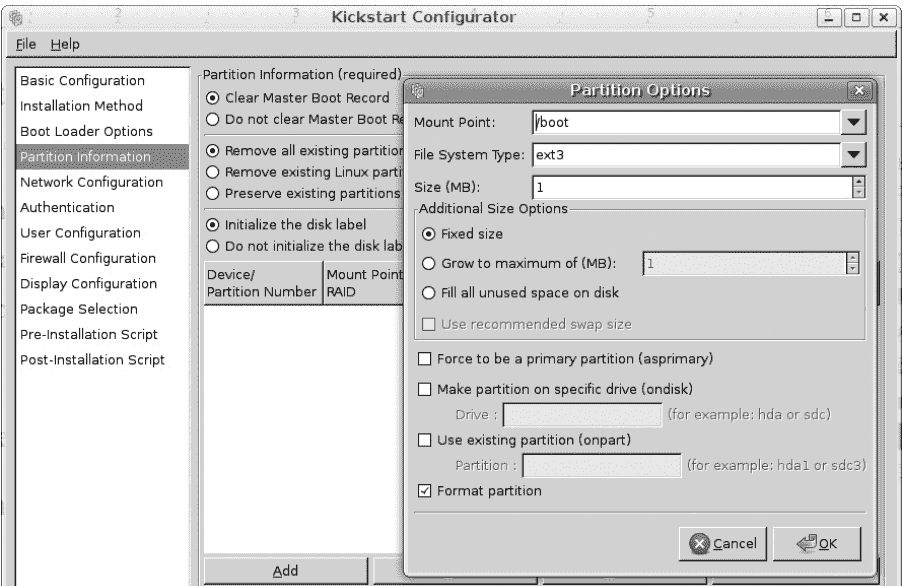 Kickstart Configurator
File Help
Basic Configuration
Installation Method
Boot Loader Options
Partition Information
Network Configuration
Authentication
User Configuration
Firewall Configuration
Display Configuration
Package Selection
Pre-Installation Script
Post-Installation Script
Partition Information (required)
Clear Master Boot Record
Do not clear Master Boot Re
Remove all existing partition
Remove existing Linux parti
Preserve existing partitions
Initialize the disk label
Do not initialize the disk lab
Device/
Partition Number
Mount Point
RAID
Add
Partition Options
Mount Point: /boot
File System Type: ext3
Size (MB): 1
Additional Size Options
Fixed size
Grow to maximum of (MB): 1
Fill all unused space on disk
Use recommended swap size
Force to be a primary partition (asprimary)
Make partition on specific drive (ondisk)
Drive : (for example: hda or sdc)
Use existing partition (onpart)
Partition : (for example: hda1 or sdc3)
Format partition
Cancel OK